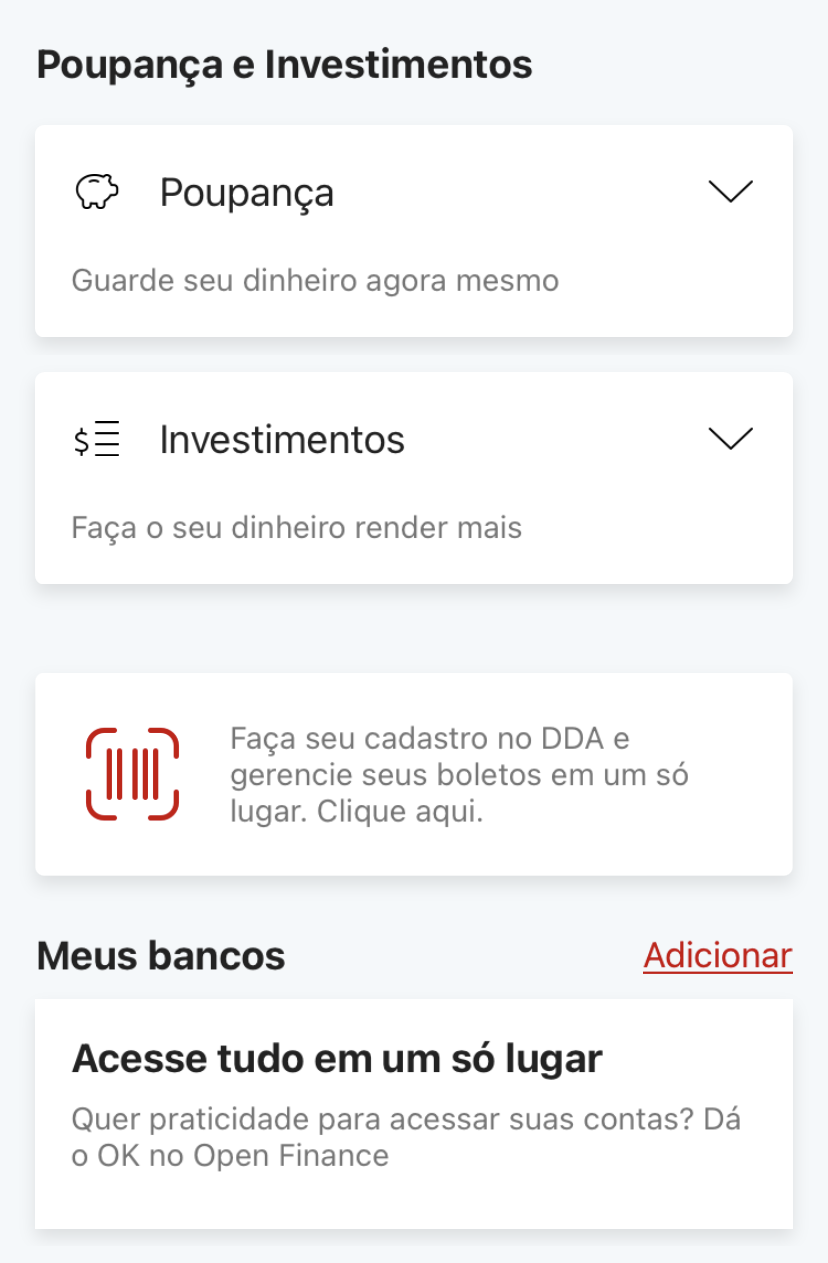 Poupança e Investimentos
Poupança
Guarde seu dinheiro agora mesmo
$
Investimentos
Faça o seu dinheiro render mais
Faça seu cadastro no DDA e
gerencie seus boletos em um só
lugar. Clique aqui.
Meus bancos
Adicionar
Acesse tudo em um só lugar
Quer praticidade para acessar suas contas? Dá
o OK no Open Finance